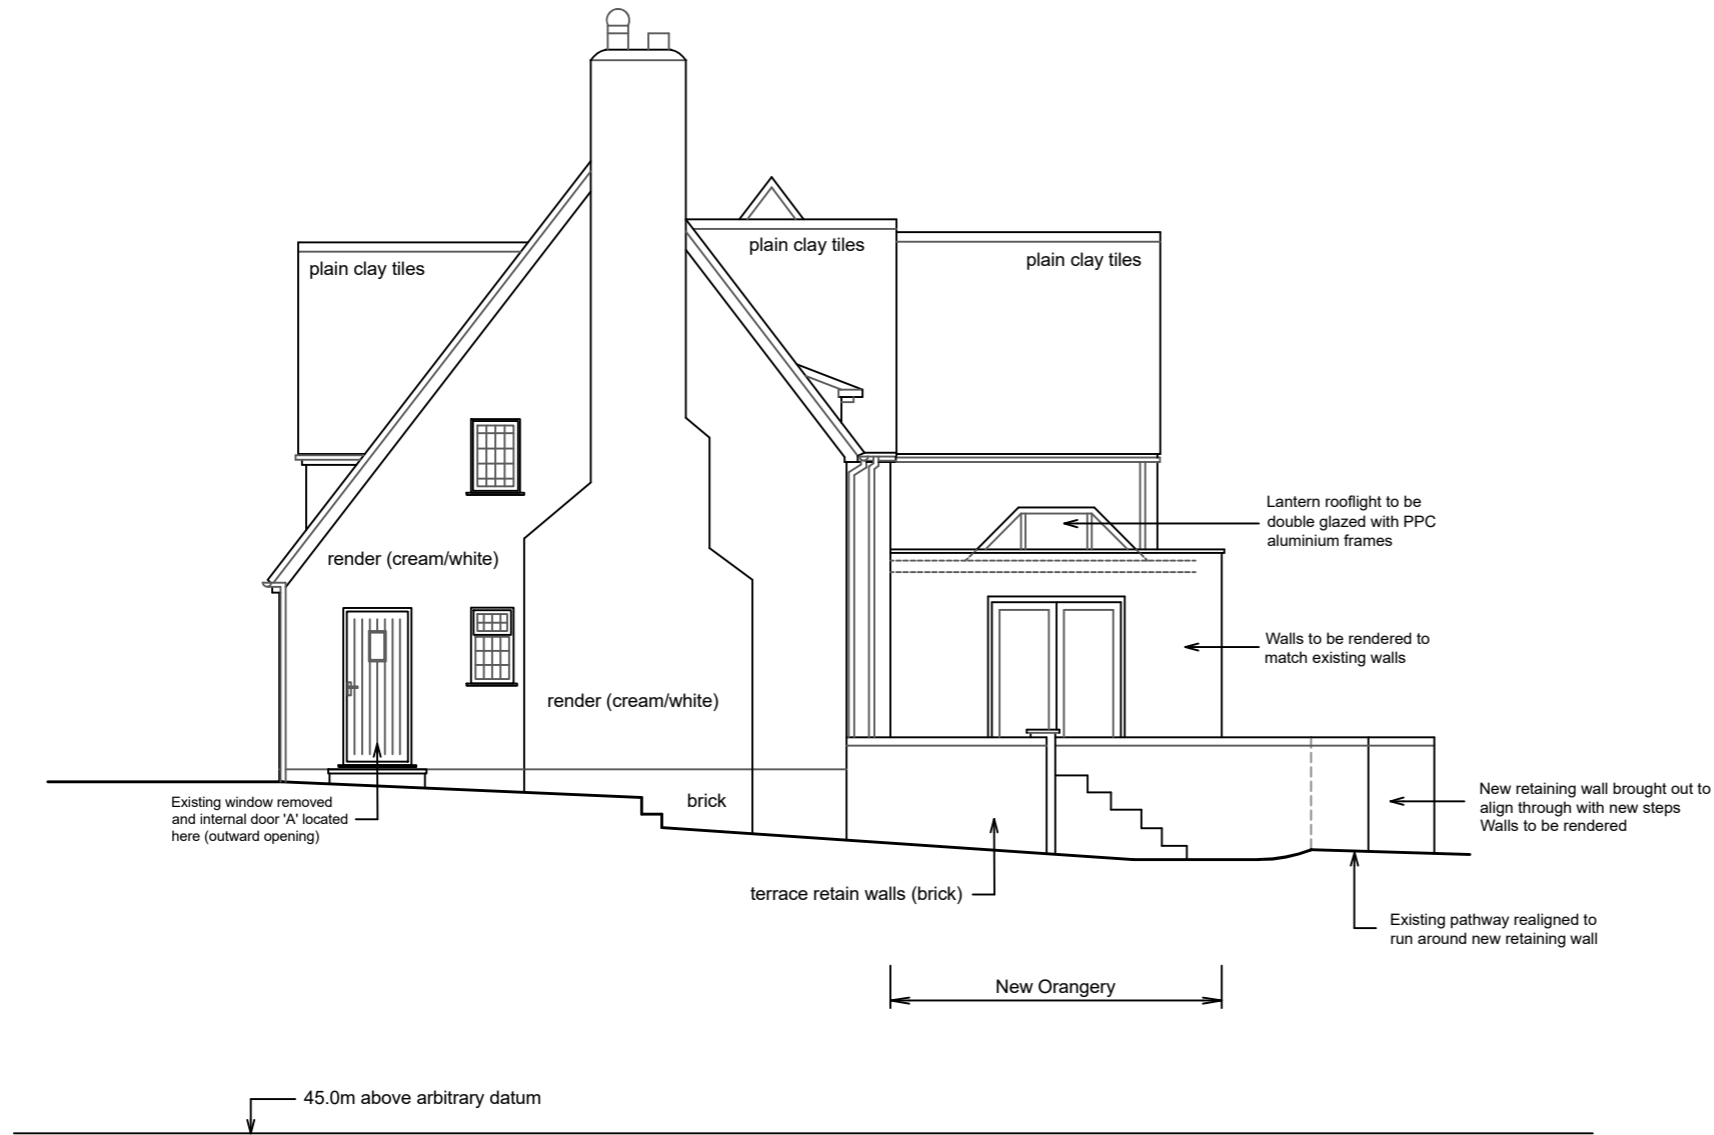 plain clay tiles
plain clay tiles
plain clay tiles
Lantern rooflight to be
double glazed with PPC
aluminium frames
render (cream/white)
Walls to be rendered to
match existing walls
render (cream/white)
Existing window removed
and internal door 'A' located
here (outward opening)
brick
New retaining wall brought out to
align through with new steps
Walls to be rendered
terrace retain walls (brick)
Existing pathway realigned to
run around new retaining wall
New Orangery
45.0m above arbitrary datum